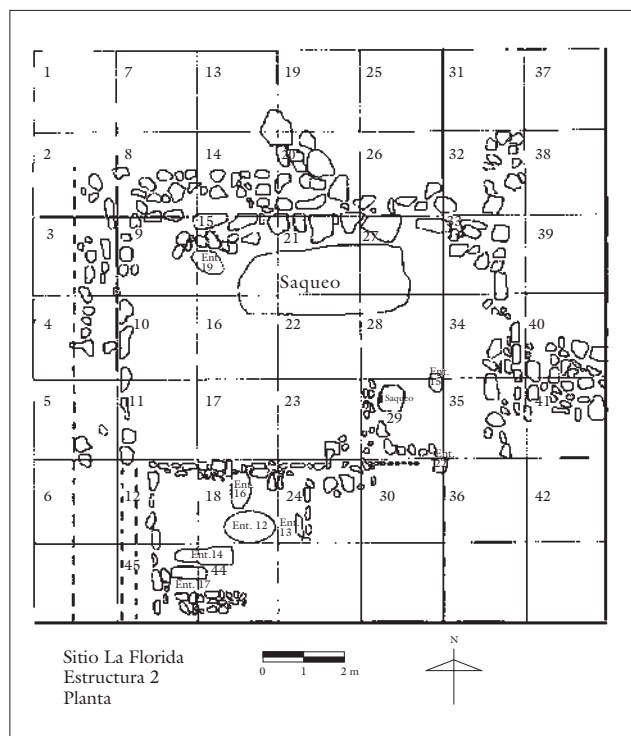 1 7 13 19 25 31 37
2 8 14 20 26 32 38
3 9 15 21 27 33 39
Ent. 19
Saqueo
4 10 16 22 28 34 40
Ent. 15
5 11 17 23 Saqueo 35 41
29
Ent. 16
6 12 18 24 30 36 42
Ent. 12 Ent. 13
Ent.14
45 Ent. 17 44
Sitio La Florida
Estructura 2
Planta
0 1 2 m
N